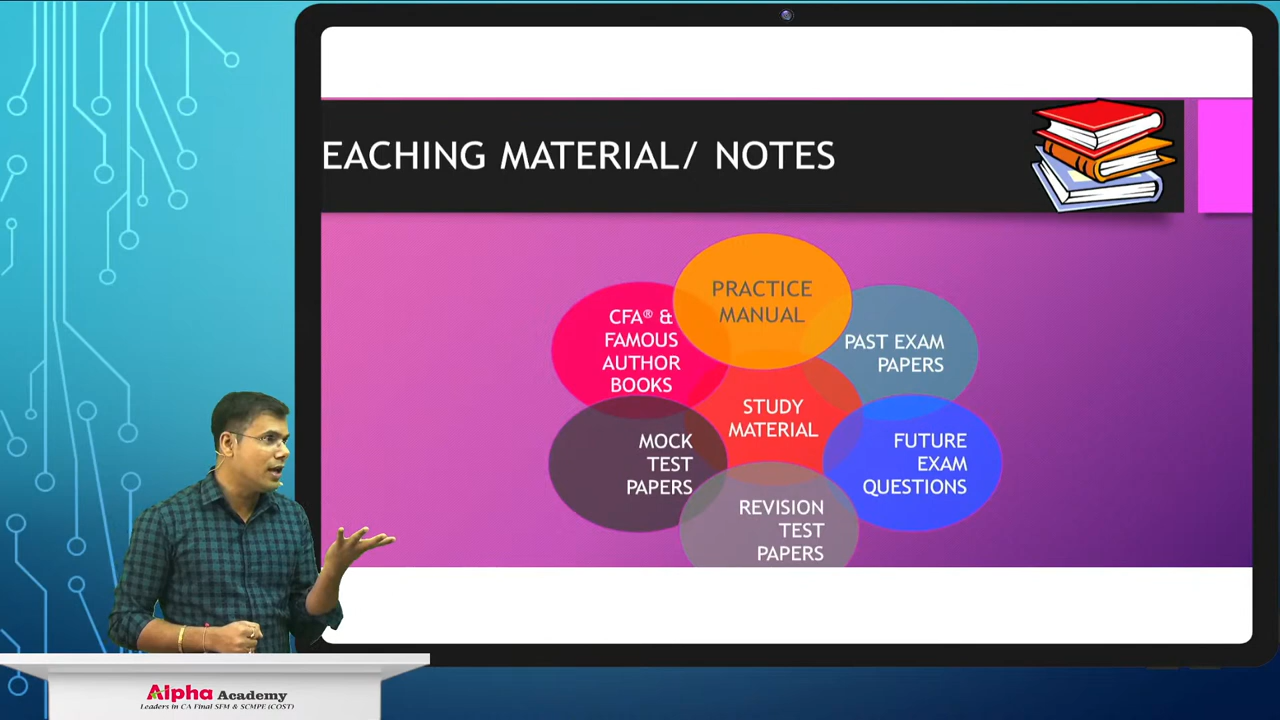 EACHING MATERIAL/ NOTES
PRACTICE
MANUAL
CFA® &
FAMOUS
AUTHOR
BOOKS
PAST EXAM
PAPERS
STUDY
MATERIAL
MOCK
TEST
PAPERS
FUTURE
EXAM
QUESTIONS
REVISION
TEST
PAPERS
Alpha Academy
Leaders in CA Final SFM & SCMPE (COST)